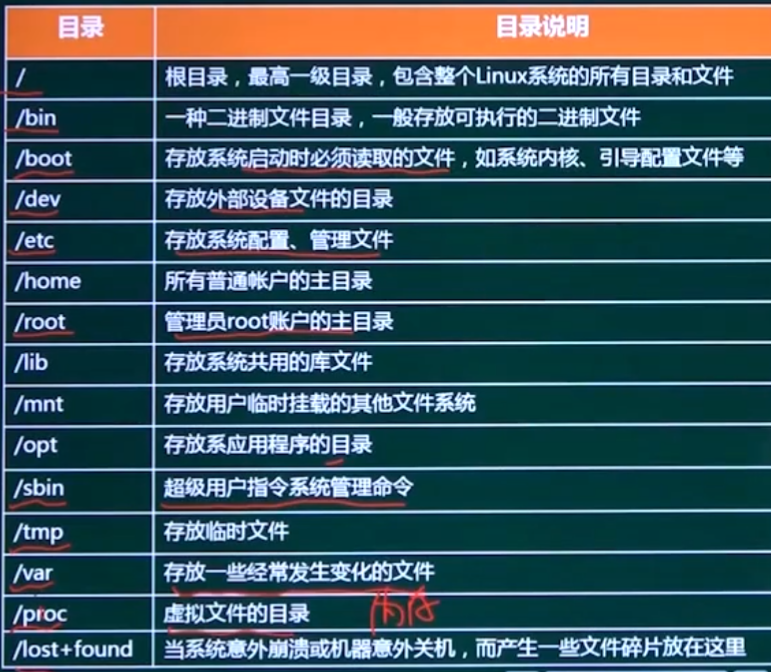 目录 目录说明
/ 根目录，最高一级目录，包含整个Linux系统的所有目录和文件
/bin 一种二进制文件目录，一般存放可执行的二进制文件
/boot 存放系统启动时必须读取的文件，如系统内核、引导配置文件等
/dev 存放外部设备文件的目录
/etc 存放系统配置、管理文件
/home 所有普通帐户的主目录
/root 管理员root账户的主目录
/lib 存放系统共用的库文件
/mnt 存放用户临时挂载的其他文件系统
/opt 存放系应用程序的目录
/sbin 超级用户指令系统管理命令
/tmp 存放临时文件
/var 存放一些经常发生变化的文件
/proc 虚拟文件的目录 内存
/lost+found 当系统意外崩溃或机器意外关机，而产生一些文件碎片放在这里